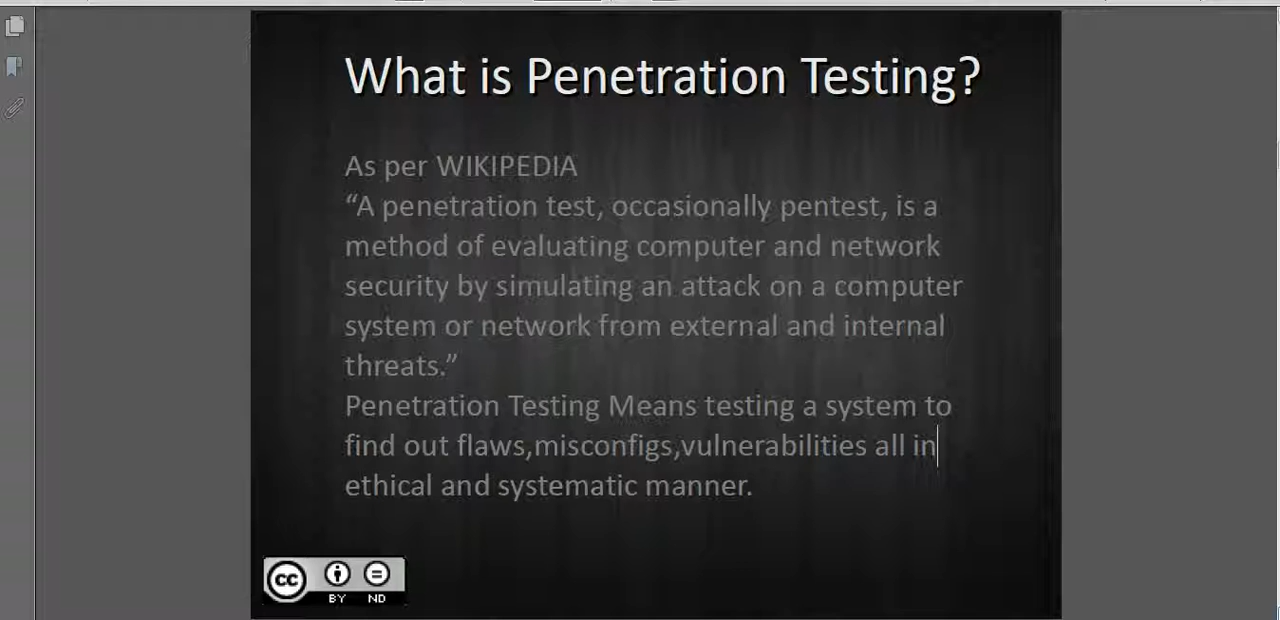 What is Penetration Testing?
As per WIKIPEDIA
“A penetration test, occasionally pentest, is a
method of evaluating computer and network
security by simulating an attack on a computer
system or network from external and internal
threats.”
Penetration Testing Means testing a system to
find out flaws,misconfigs,vulnerabilities all in
ethical and systematic manner.
cc
BY ND